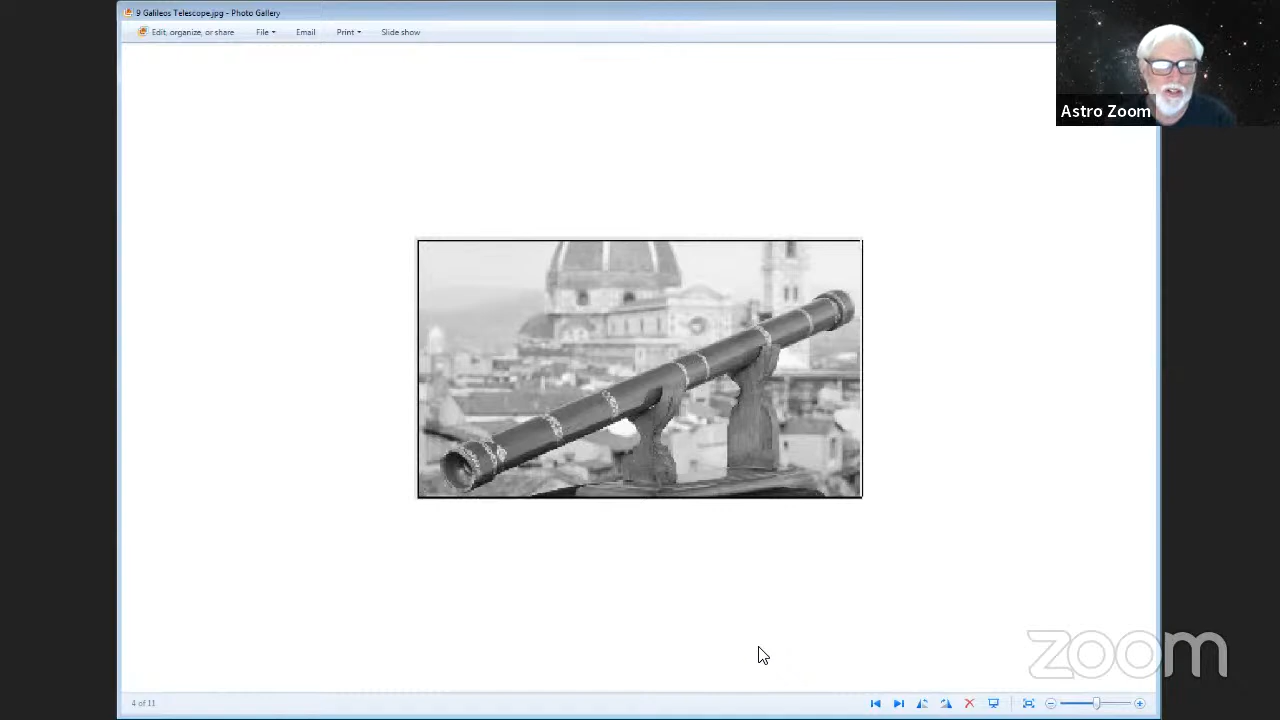 9 Galileos Telescope.jpg - Photo Gallery
Edit, organize, or share File Email Print Slide show
Astro Zoom
zoom
4 of 11